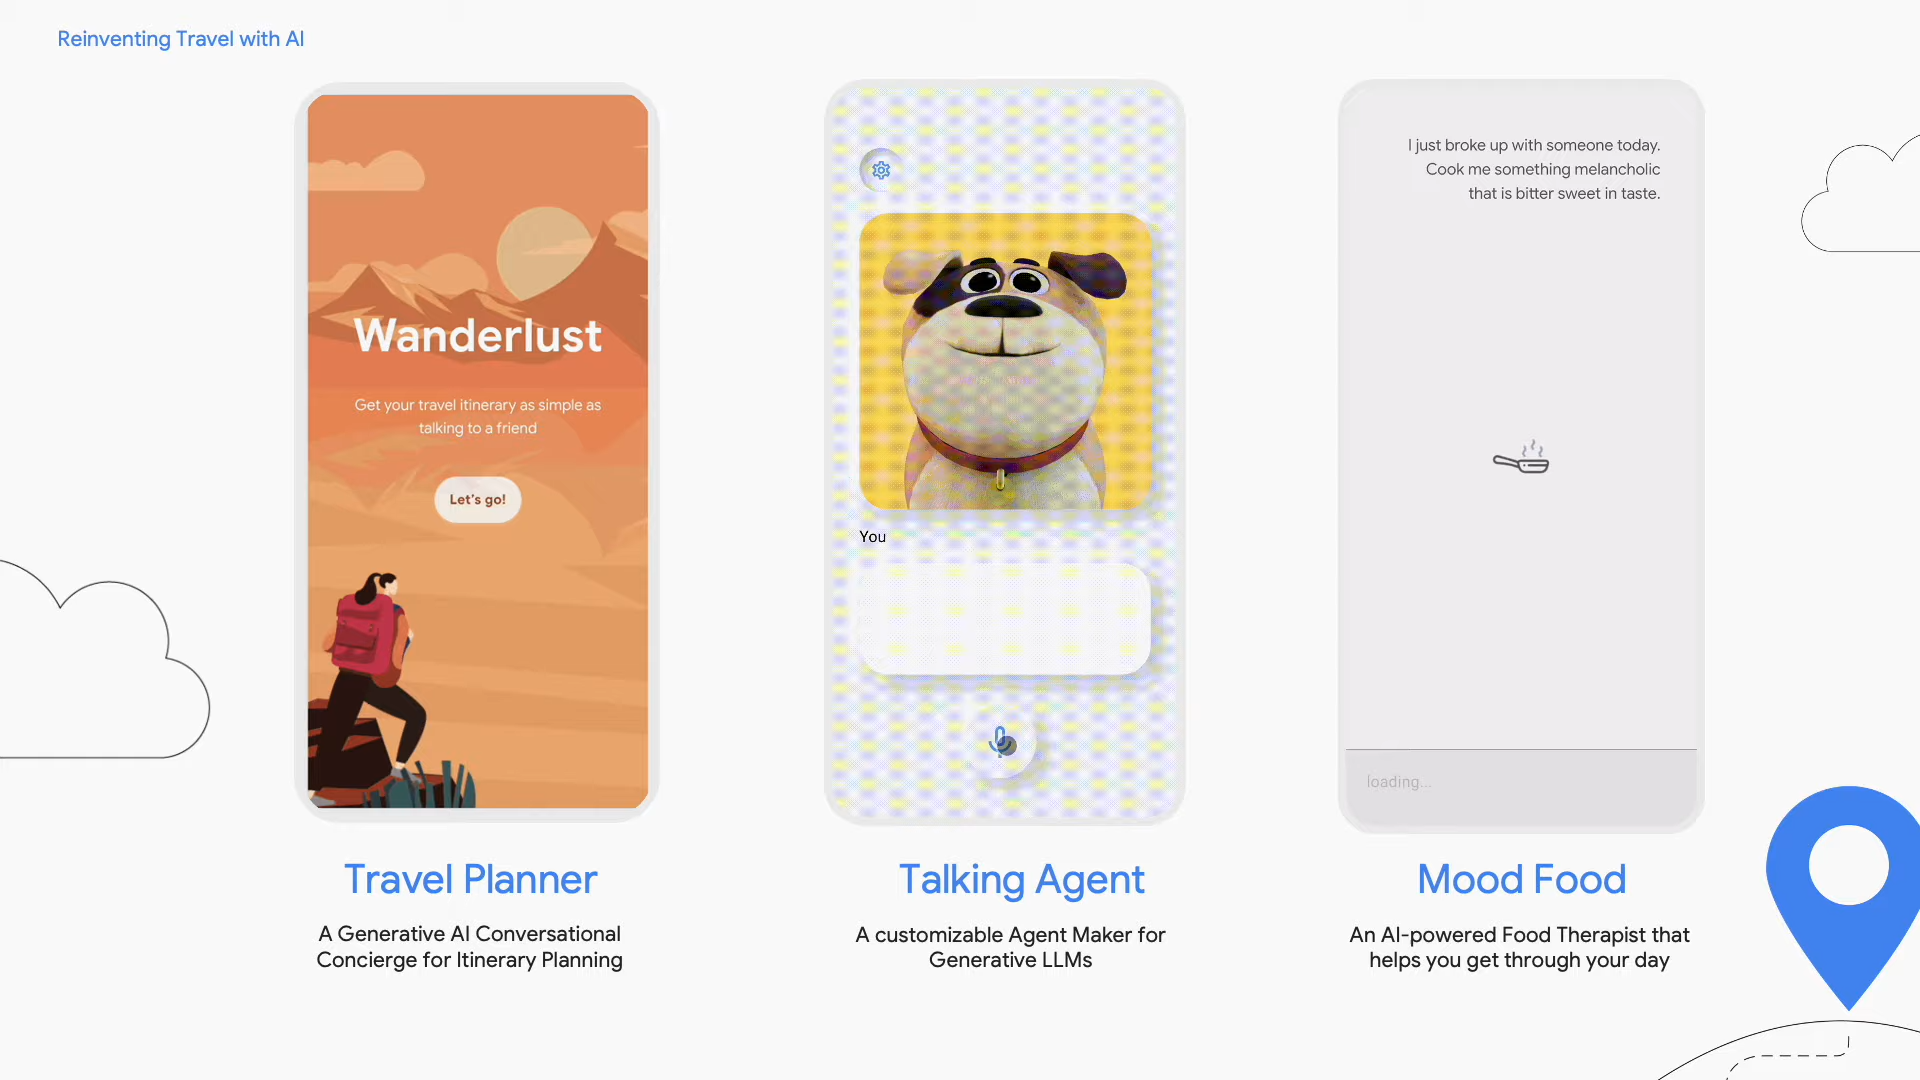 Reinventing Travel with AI
Wanderlust
Get your travel itinerary as simple as
talking to a friend
Let's go!
Travel Planner
A Generative AI Conversational
Concierge for Itinerary Planning
You
Talking Agent
A customizable Agent Maker for
Generative LLMs
I just broke up with someone today.
Cook me something melancholic
that is bitter sweet in taste.
loading...
Mood Food
An AI-powered Food Therapist that
helps you get through your day